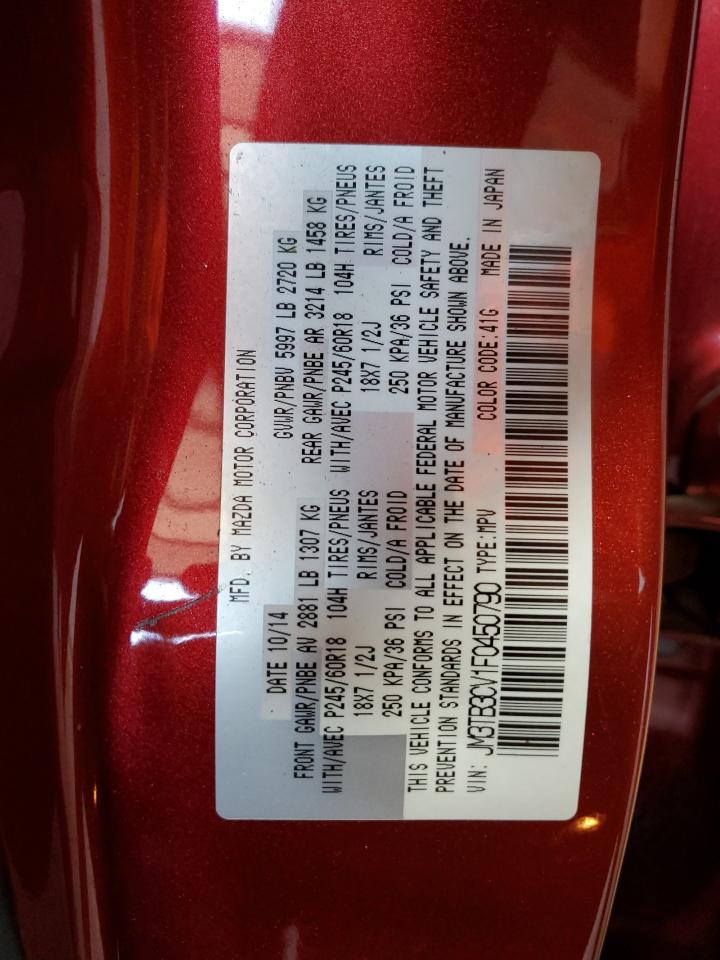 MFD. BY MAZDA MOTOR CORPORATION
DATE 10/14 GVWR/PNBV 5997 LB 2720 KG
FRONT GAWR/PNBE AV 2881 LB 1307 KG REAR GAWR/PNBE AR 3214 LB 1458 KG
WITH/AVEC P245/60R18 104H TIRES/PNEUS WITH/AVEC P245/60R18 104H TIRES/PNEUS
18X7 1/2J RIMS/JANTES 18X7 1/2J RIMS/JANTES
250 KPA/36 PSI COLD/A FROID 250 KPA/36 PSI COLD/A FROID
THIS VEHICLE CONFORMS TO ALL APPLICABLE FEDERAL MOTOR VEHICLE SAFETY AND THEFT
PREVENTION STANDARDS IN EFFECT ON THE DATE OF MANUFACTURE SHOWN ABOVE.
VIN: JM3TB3CV1F0450790 TYPE:MPV COLOR CODE:41G MADE IN JAPAN